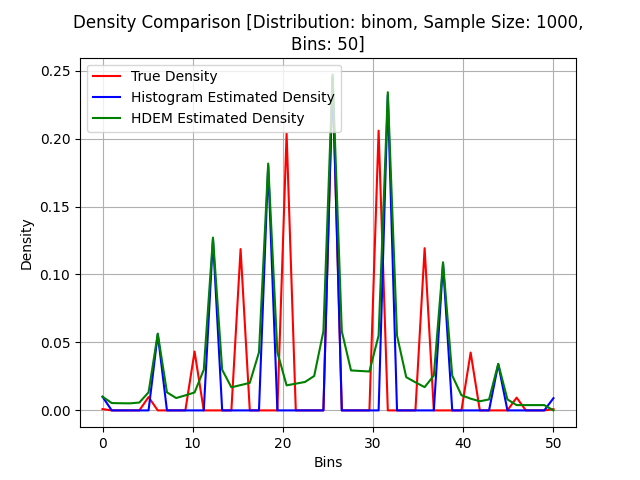 Density Comparison [Distribution: binom, Sample Size: 1000,
Bins: 50]
True Density
Histogram Estimated Density
HDEM Estimated Density
Density
0.25
0.20
0.15
0.10
0.05
0.00
0 10 20 30 40 50
Bins